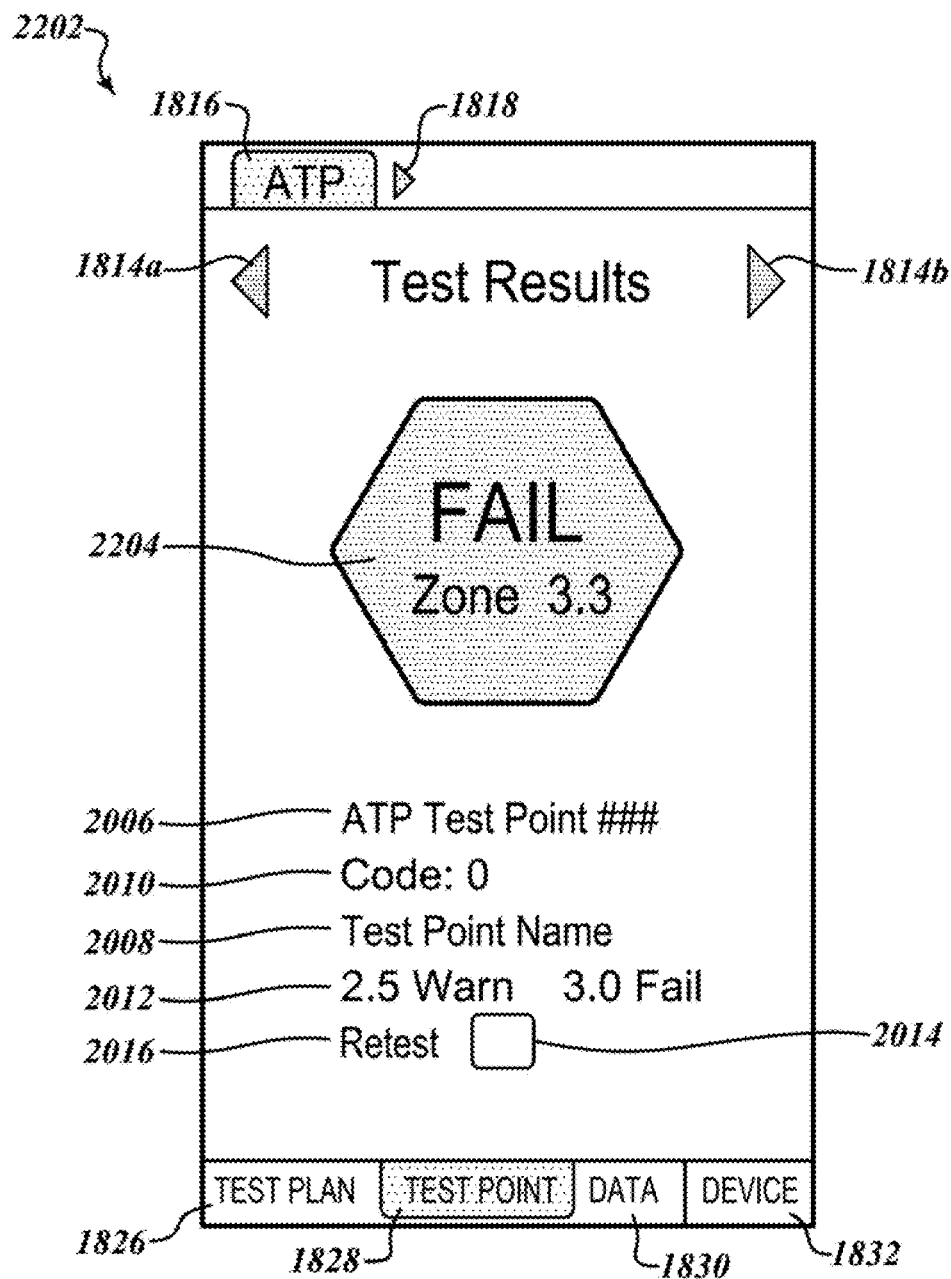 2202
1816
1818
ATP
1814a
Test Results
1814b
FAIL
2204
Zone 3.3
2006
ATP Test Point ###
2010
Code: 0
2008
Test Point Name
2012
2.5 Warn 3.0 Fail
2016
Retest
2014
TEST PLAN TEST POINT DATA DEVICE
1826
1828
1830
1832